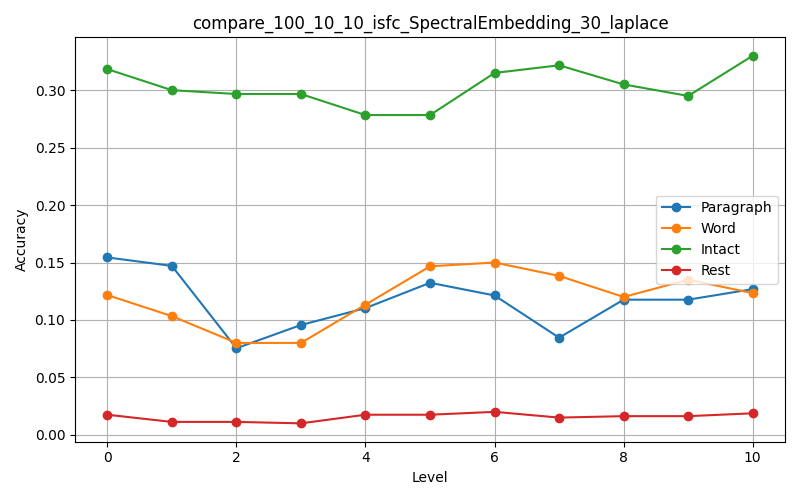 compare_100_10_10_isfc_SpectralEmbedding_30_laplace
Accuracy
0.30
0.25
0.20
0.15
0.10
0.05
0.00
Paragraph
Word
Intact
Rest
0 2 4 6 8 10
Level